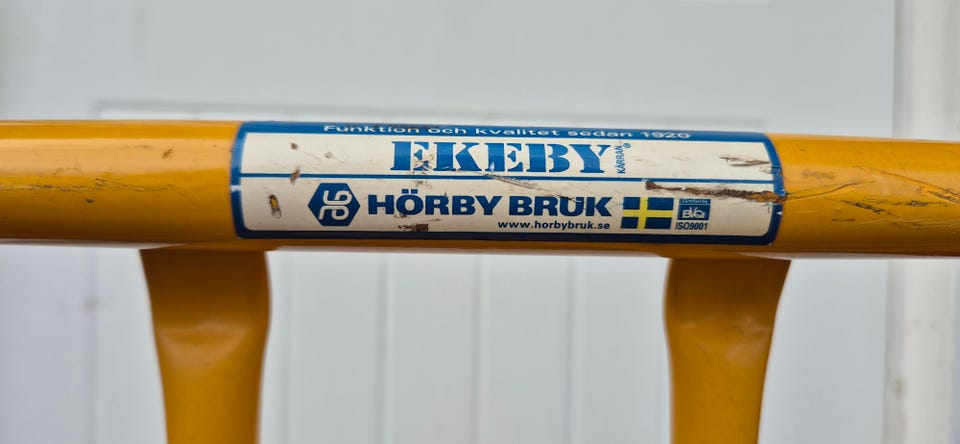 Funktion och kvalitet sedan 1920
EKEBY®
KÄRRAN
HÖRBY BRUK
www.horbybruk.se
ISO9001